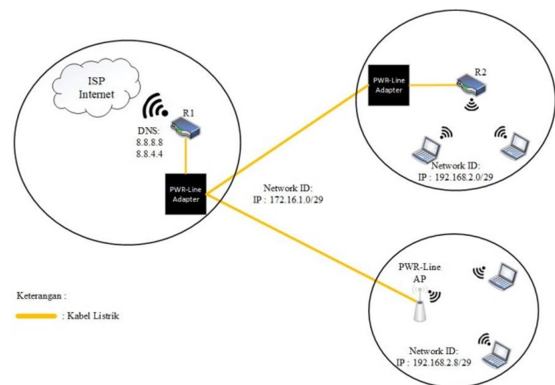 ISP
Internet
R1
DNS:
8.8.8.8
8.8.4.4
PWR-Line
Adapter
Network ID:
IP : 172.16.1.0/29
PWR-Line
Adapter
R2
Network ID:
IP : 192.168.2.0/29
PWR-Line
AP
Network ID:
IP : 192.168.2.8/29
Keterangan :
: Kabel Listrik